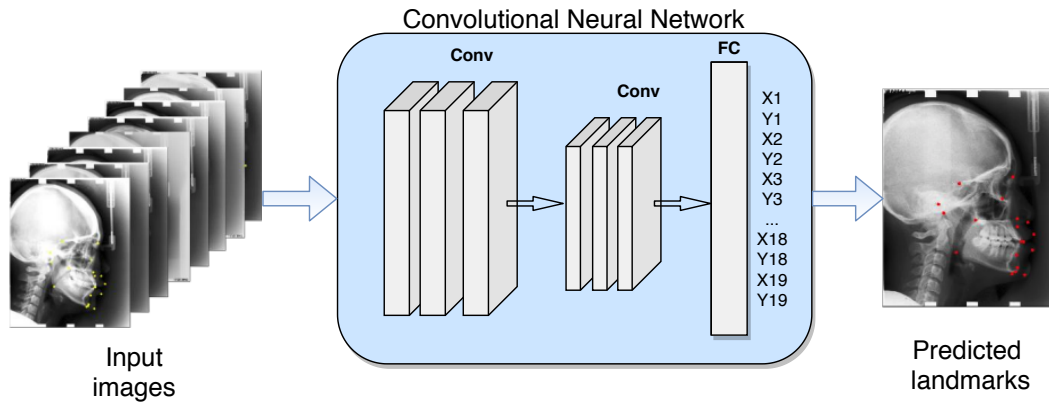 Convolutional Neural Network
Conv
Conv
FC
X1
Y1
X2
Y2
X3
Y3
...
X18
Y18
X19
Y19
Input
images
Predicted
landmarks